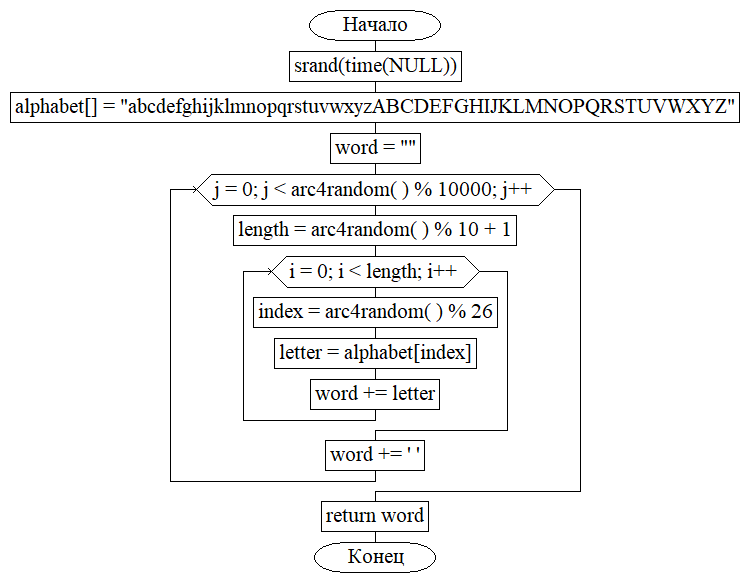 Начало
srand(time(NULL))
alphabet[] = "abcdefghijklmnopqrstuvwxyzABCDEFGHIJKLMNOPQRSTUVWXYZ"
word = ""
j = 0; j < arc4random( ) % 10000; j++
length = arc4random( ) % 10 + 1
i = 0; i < length; i++
index = arc4random( ) % 26
letter = alphabet[index]
word += letter
word += ' '
return word
Конец